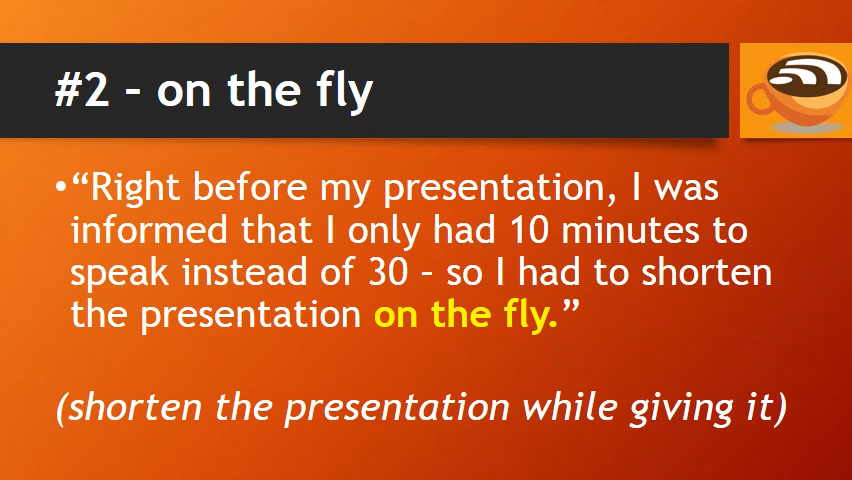 #2 – on the fly
•“Right before my presentation, I was
informed that I only had 10 minutes to
speak instead of 30 – so I had to shorten
the presentation on the fly.”
(shorten the presentation while giving it)